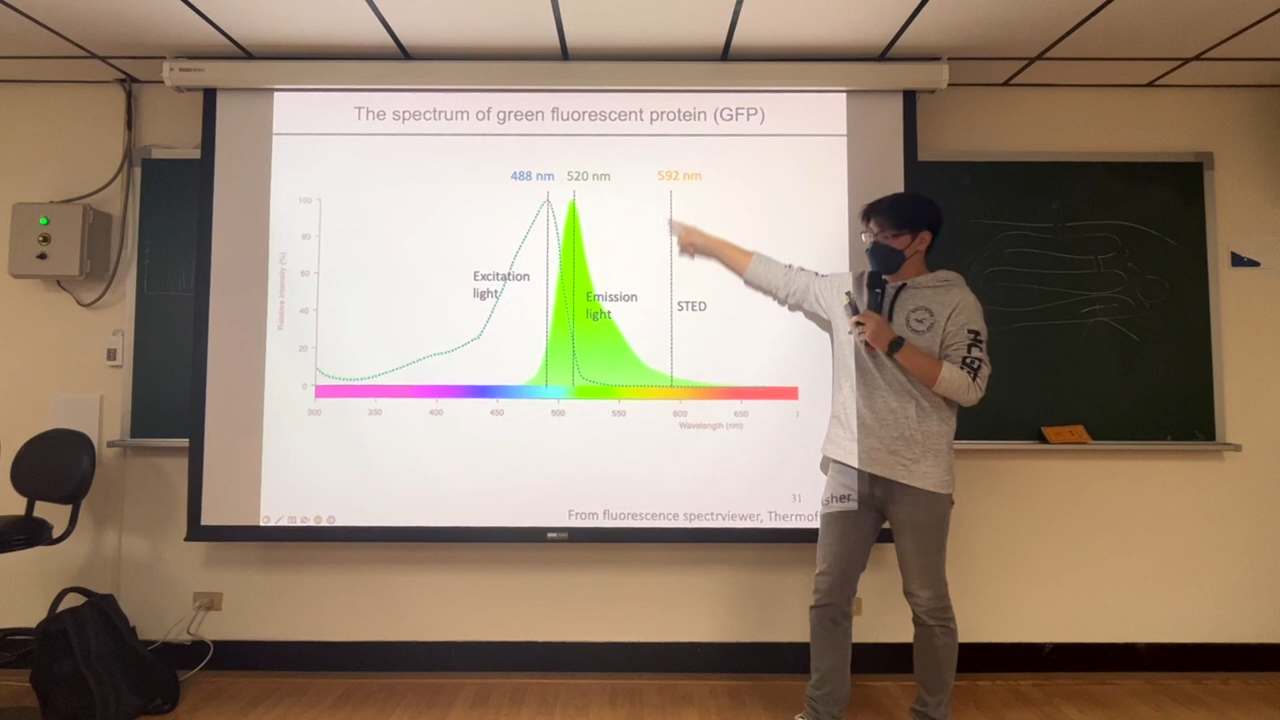 The spectrum of green fluorescent protein (GFP)
488 nm
520 nm
592 nm
100
80
60
40
20
0
Relative Intensity (%)
Excitation
light
Emission
light
STED
300
350
400
450
500
550
600
650
Wavelength (nm)
31
From fluorescence spectrviewer, Thermof
sher